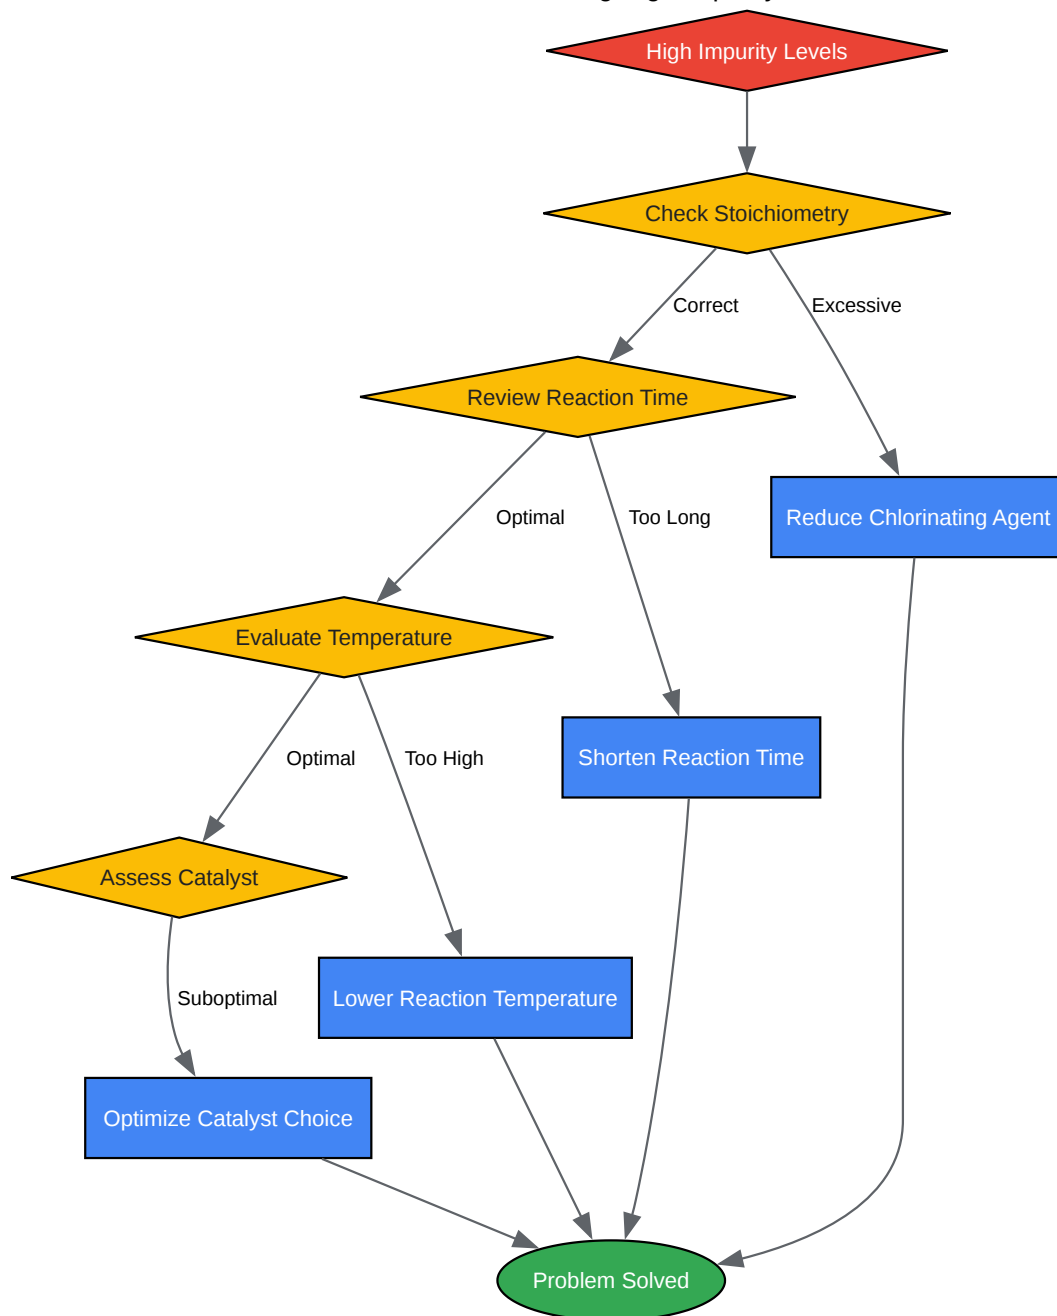 High Impurity Levels
Check Stoichiometry
Correct
Excessive
Review Reaction Time
Optimal
Too Long
Reduce Chlorinating Agent
Evaluate Temperature
Optimal
Too High
Shorten Reaction Time
Assess Catalyst
Suboptimal
Lower Reaction Temperature
Optimize Catalyst Choice
Problem Solved